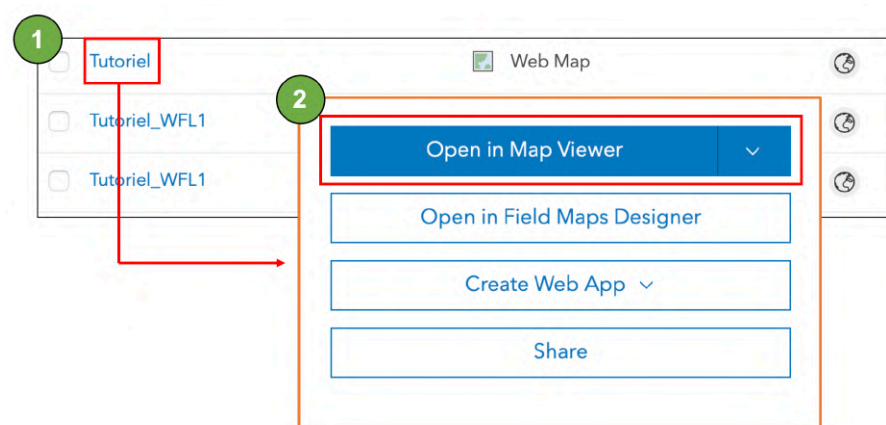 1
Tutoriel Web Map
2
Tutoriel_WFL1
Open in Map Viewer
Tutoriel_WFL1
Open in Field Maps Designer
Create Web App
Share